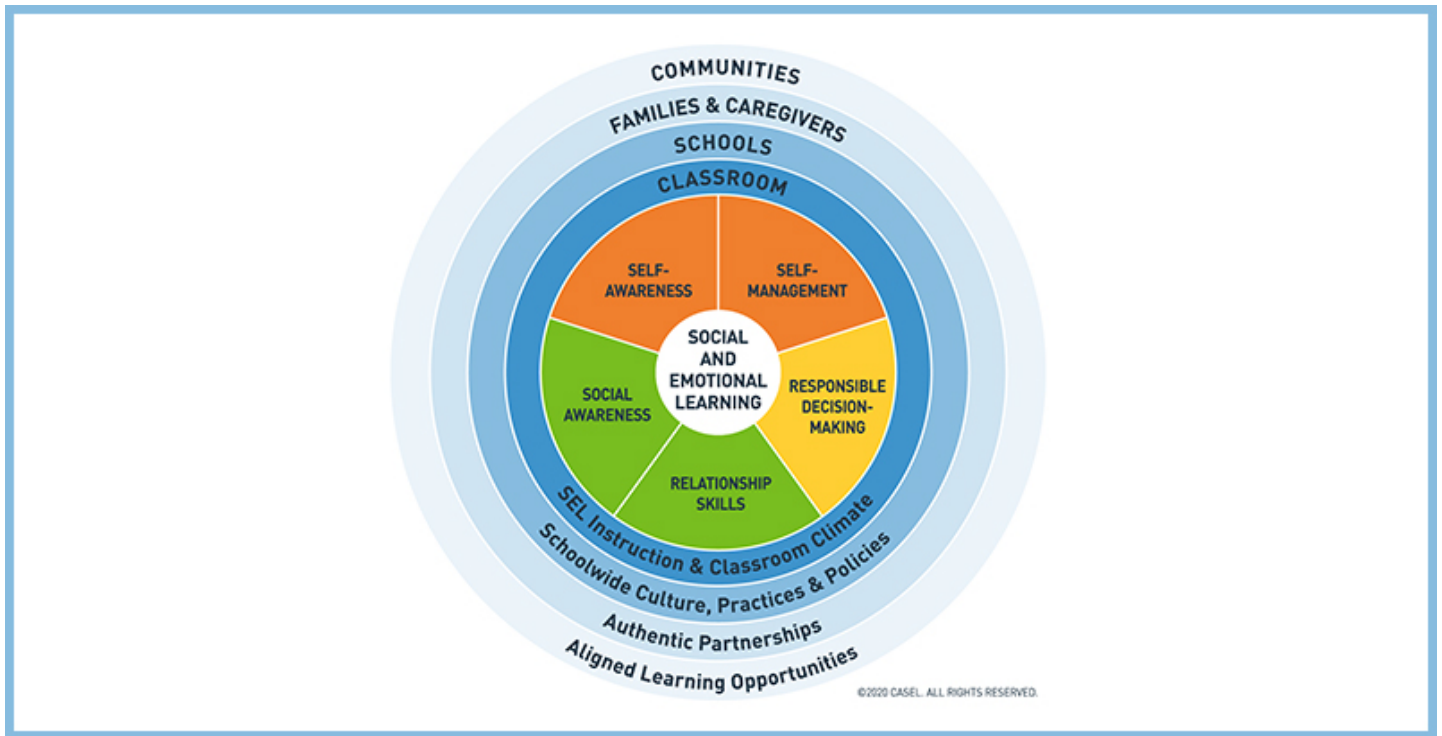 COMMUNITIES
FAMILIES & CAREGIVERS
SCHOOLS
CLASSROOM
SELF-
AWARENESS
SELF-
MANAGEMENT
SOCIAL
AND
EMOTIONAL
LEARNING
SOCIAL
AWARENESS
RESPONSIBLE
DECISION-
MAKING
RELATIONSHIP
SKILLS
SEL Instruction & Classroom Climate
Schoolwide Culture, Practices & Policies
Authentic Partnerships
Aligned Learning Opportunities
©2020 CASEL. ALL RIGHTS RESERVED.